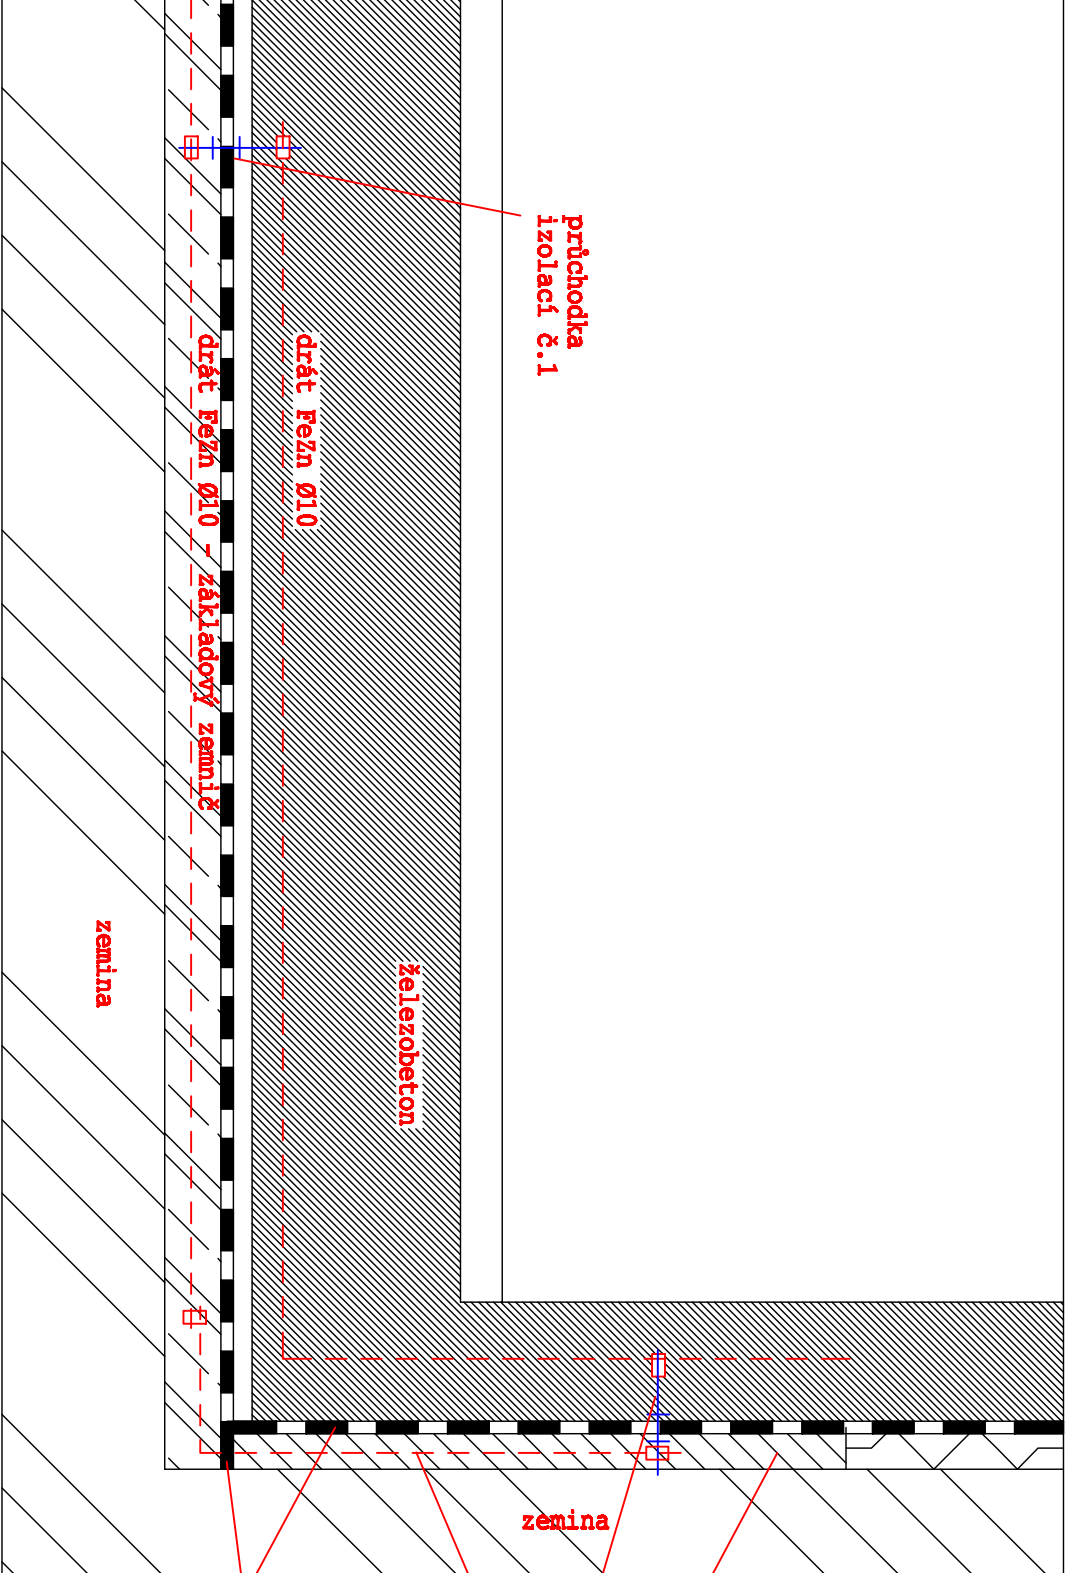 průchodka
izolací č.1
drát FeZn Ø10
drát FeZn Ø10 - základový zemnič
železobeton
zemina
zemina